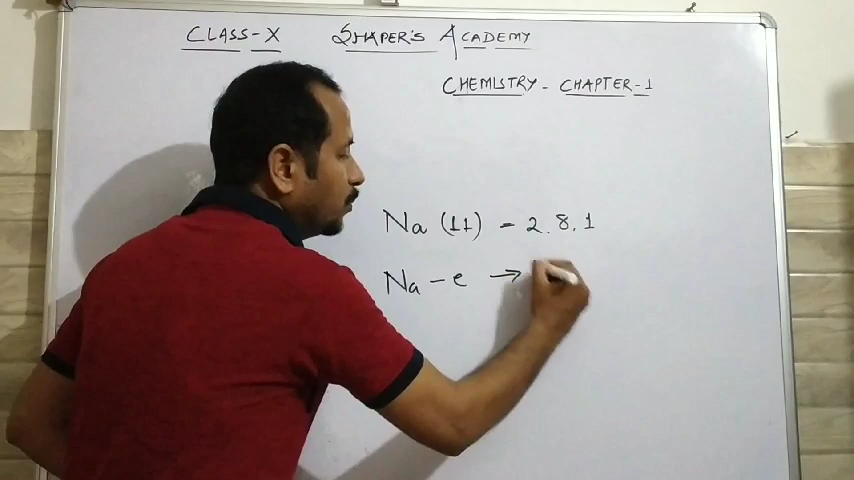 CLASS-X SHAPER'S ACADEMY
CHEMISTRY - CHAPTER-1
Na (11) = 2.8.1
Na - e →